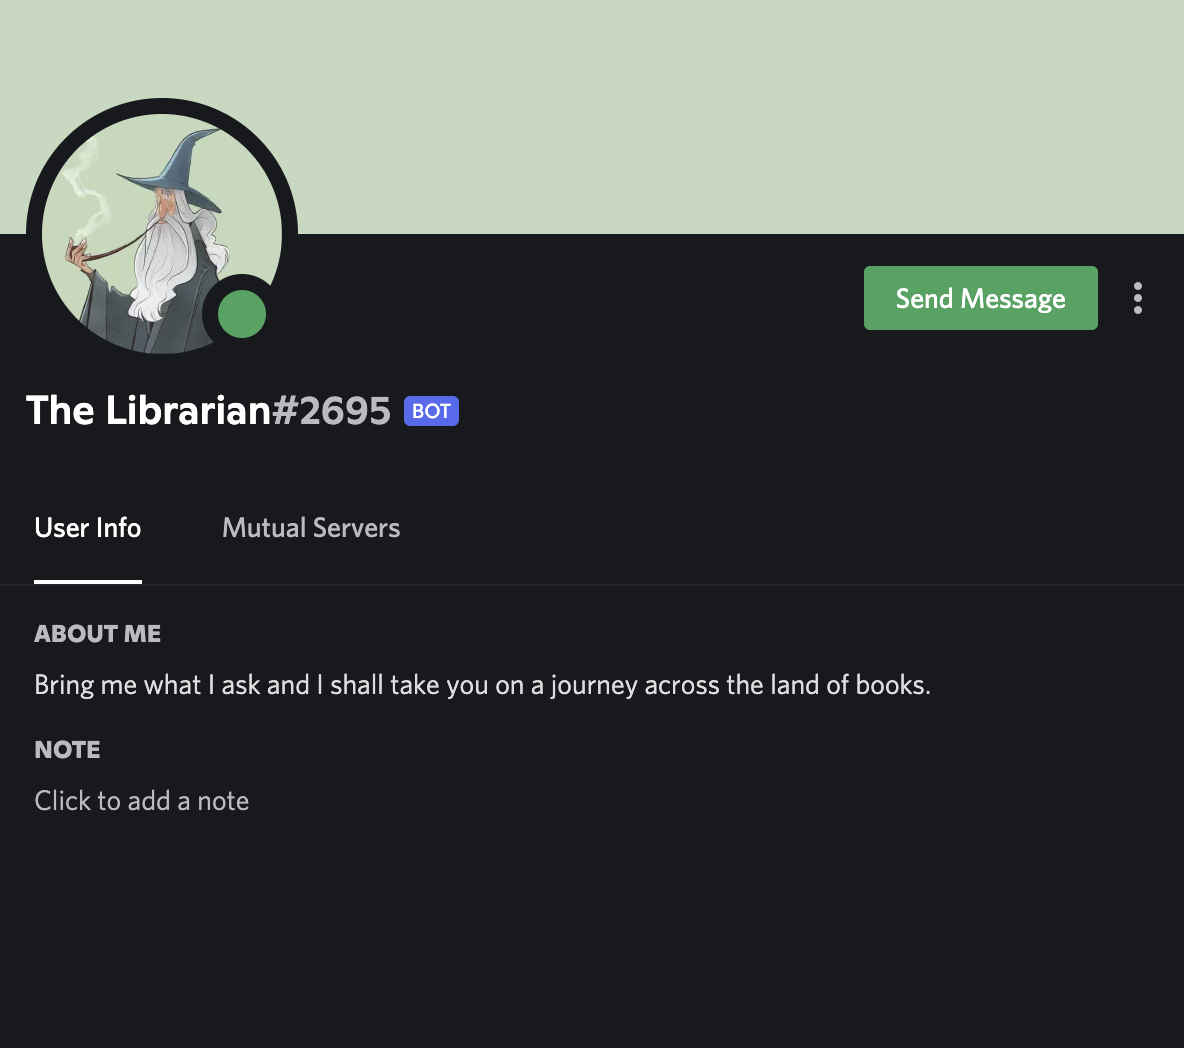 Send Message
The Librarian#2695 BOT
User Info Mutual Servers
ABOUT ME
Bring me what I ask and I shall take you on a journey across the land of books.
NOTE
Click to add a note